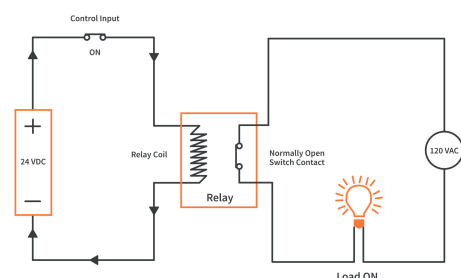 Control Input
ON
+
24 VDC
−
Relay Coil
Relay
Normally Open
Switch Contact
120 VAC
Load ON